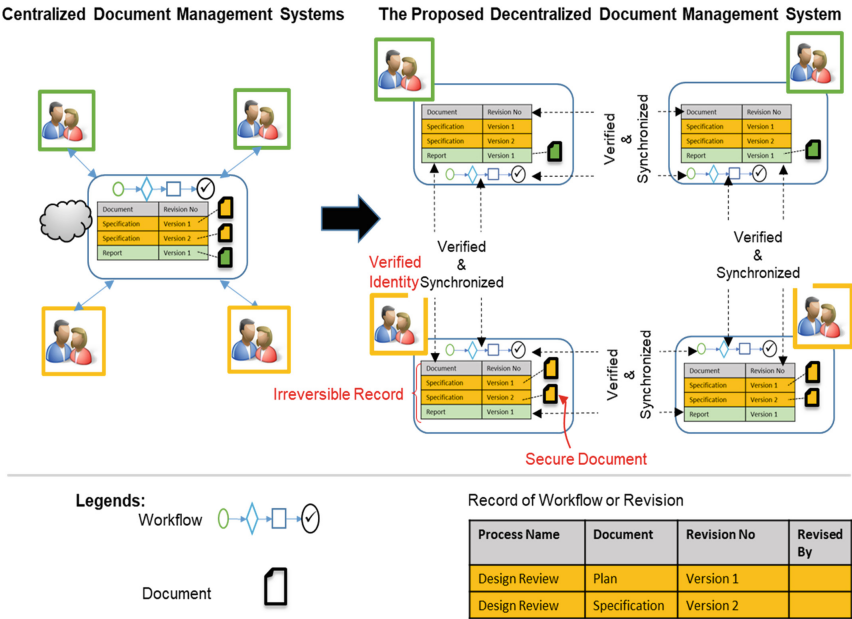 Centralized Document Management Systems
The Proposed Decentralized Document Management System
Document Revision No
Specification Version 1
Specification Version 2
Report Version 1
Document Revision No
Specification Version 1
Specification Version 2
Report Version 1
Verified
&
Synchronized
Document Revision No
Specification Version 1
Specification Version 2
Report Version 1
Verified
Identity
Verified
&
Synchronized
Verified
&
Synchronized
Document Revision No
Specification Version 1
Specification Version 2
Report Version 1
Irreversible Record
Secure Document
Verified
&
Synchronized
Document Revision No
Specification Version 1
Specification Version 2
Report Version 1
Legends:
Workflow
Document
Record of Workflow or Revision
Process Name Document Revision No Revised
By
Design Review Plan Version 1
Design Review Specification Version 2